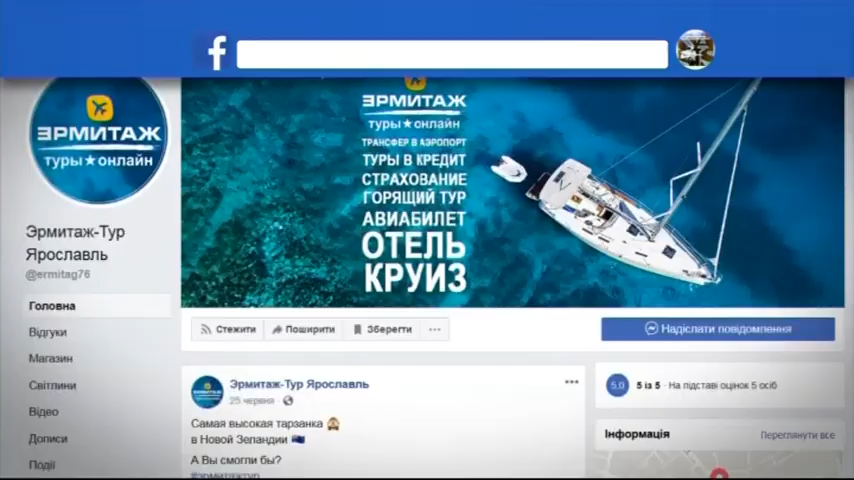 f
ЭРМИТАЖ
туры★онлайн
Эрмитаж-Тур
Ярославль
@ermitag76
Головна
Відгуки
Магазин
Світлини
Відео
Дописи
Події
ЭРМИТАЖ
туры★онлайн
ТРАНСФЕР В АЭРОПОРТ
ТУРЫ В КРЕДИТ
СТРАХОВАНИЕ
ГОРЯЩИЙ ТУР
АВИАБИЛЕТ
ОТЕЛЬ
КРУИЗ
Стежити Поширити Зберегти ...
Надіслати повідомлення
Эрмитаж-Тур Ярославль
25 червня
Самая высокая тарзанка 🙈
в Новой Зеландии 🇳🇿
А Вы смогли бы?
#эрмитажтур
5,0 5 із 5 · На підставі оцінок 5 осіб
Інформація Переглянути все